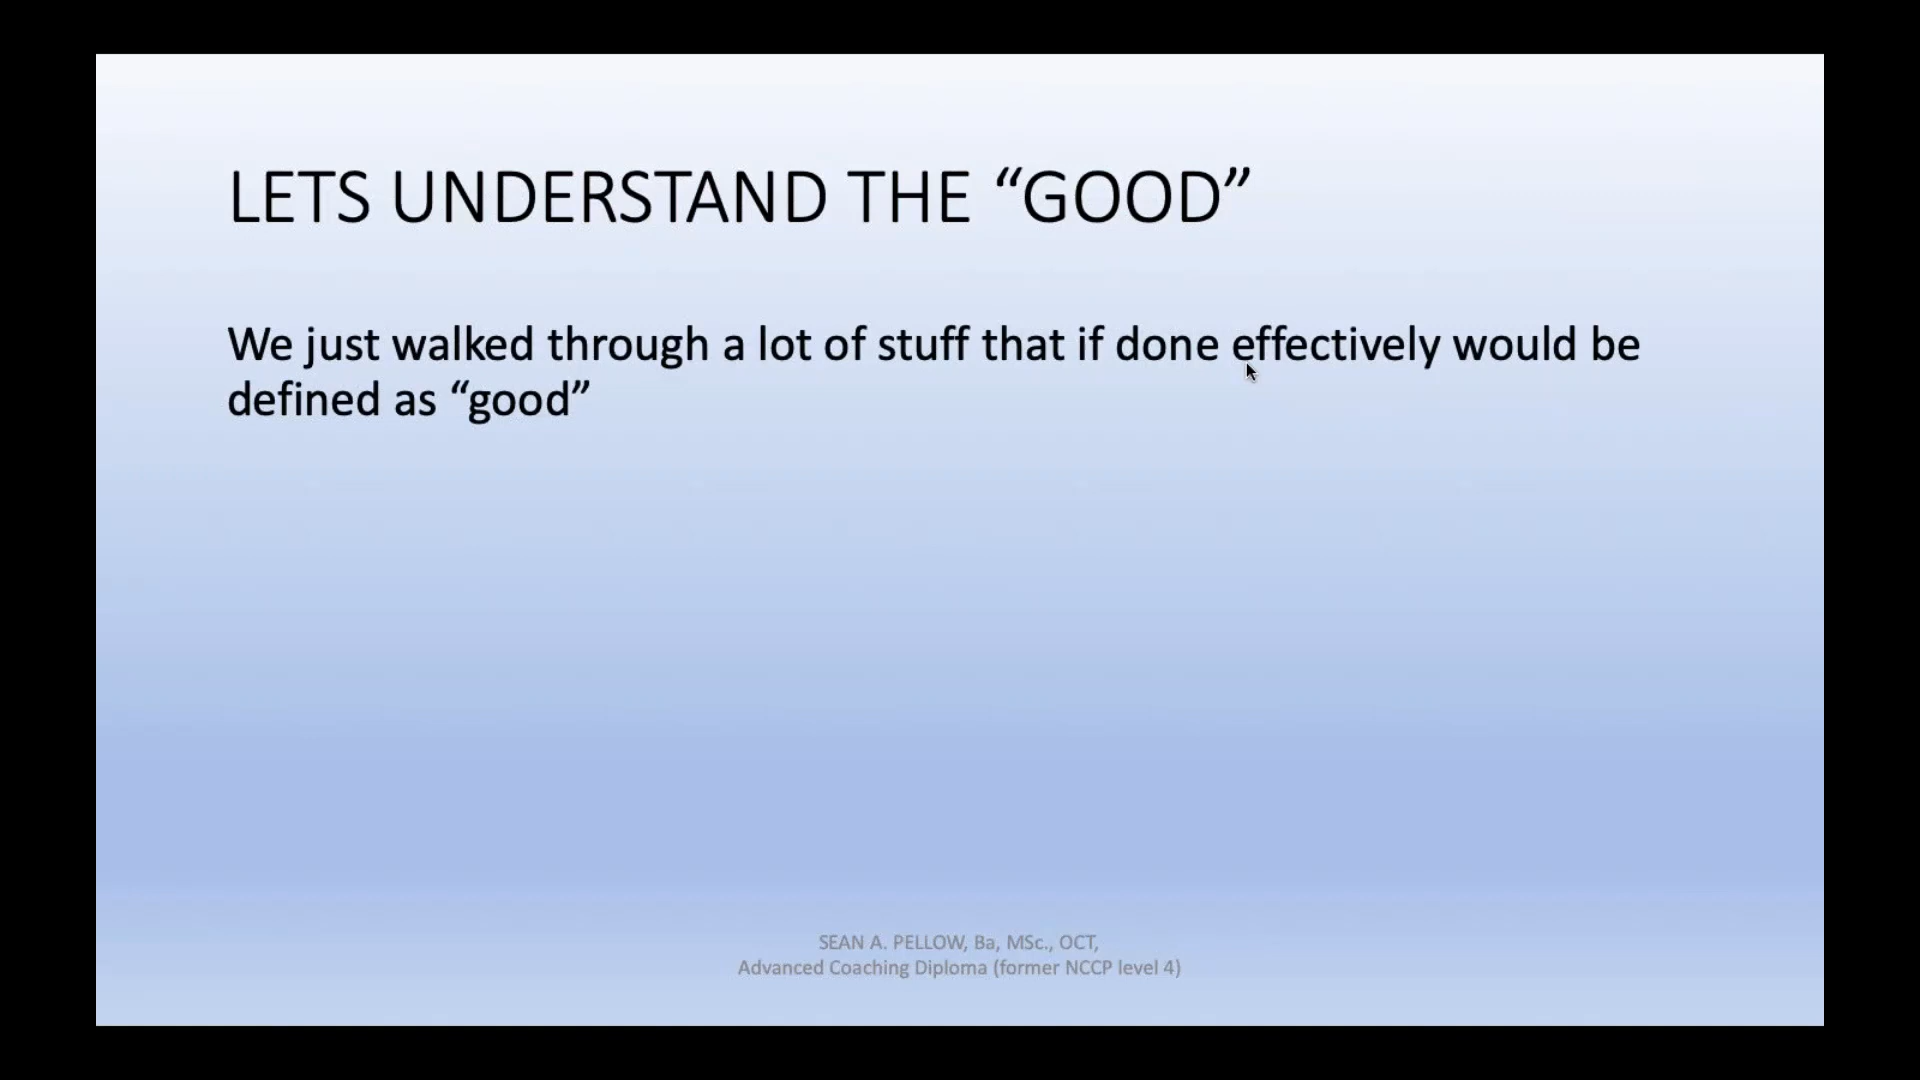 LETS UNDERSTAND THE “GOOD”
We just walked through a lot of stuff that if done effectively would be
defined as “good”
SEAN A. PELLOW, Ba, MSc., OCT,
Advanced Coaching Diploma (former NCCP level 4)